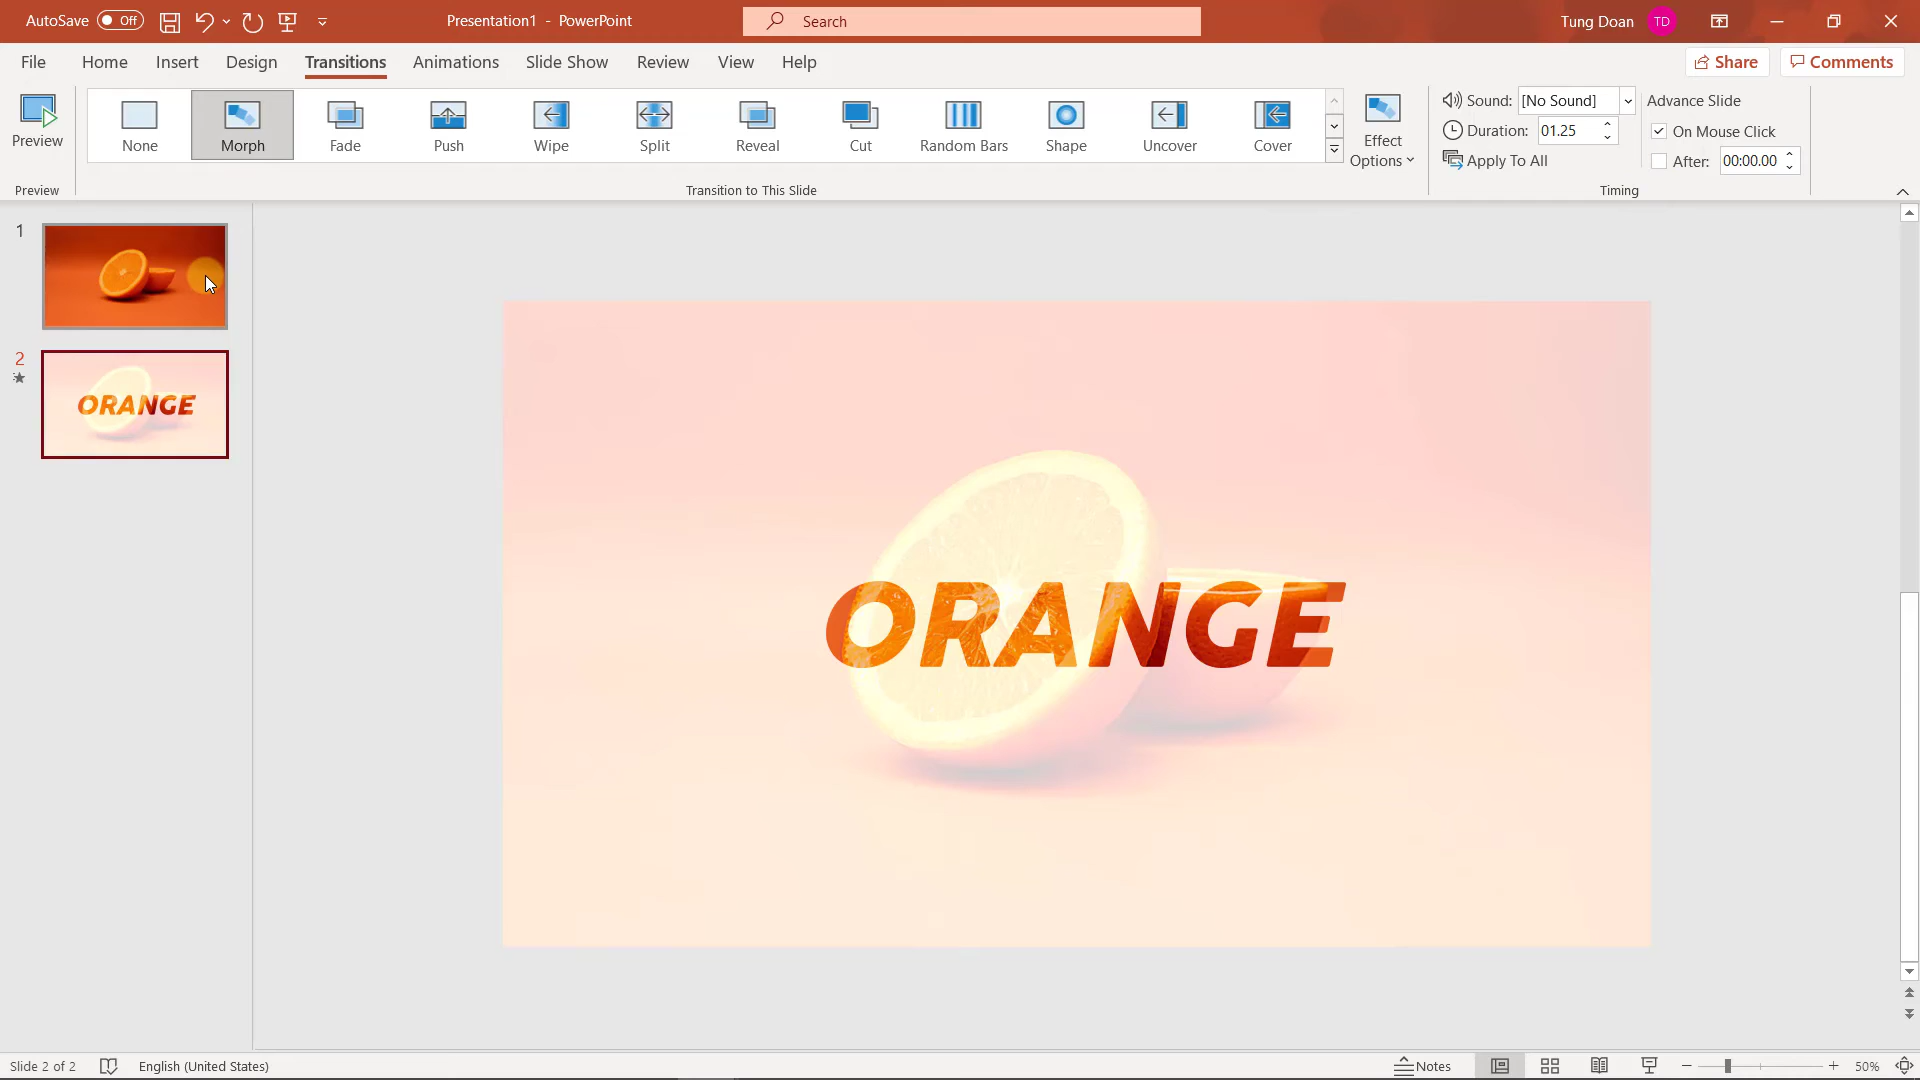 AutoSave Off Presentation1 - PowerPoint Search Tung Doan TD
File Home Insert Design Transitions Animations Slide Show Review View Help Share Comments
Preview None Morph Fade Push Wipe Split Reveal Cut Random Bars Shape Uncover Cover Effect Options
Sound: [No Sound] Advance Slide
Duration: 01.25 On Mouse Click
Apply To All After: 00:00.00
Preview Transition to This Slide Timing
1
2
ORANGE
ORANGE
Slide 2 of 2 English (United States) Notes 50%